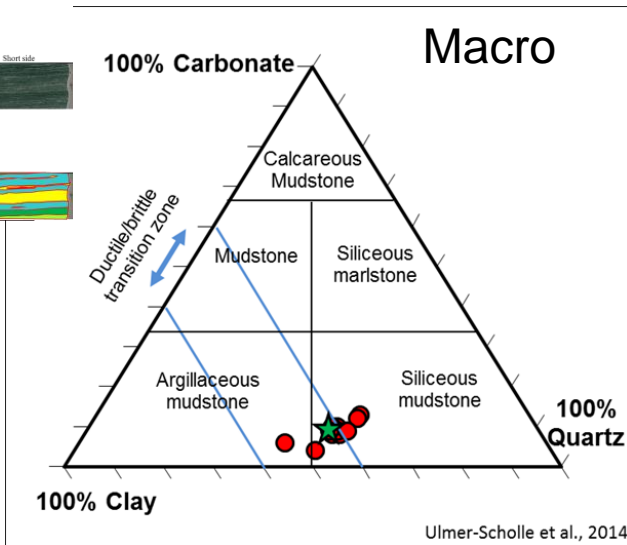 Macro
Short side
100% Carbonate
Calcareous
Mudstone
Ductile/brittle
transition zone
Mudstone
Siliceous
marlstone
Argillaceous
mudstone
Siliceous
mudstone
100%
Quartz
100% Clay
Ulmer-Scholle et al., 2014